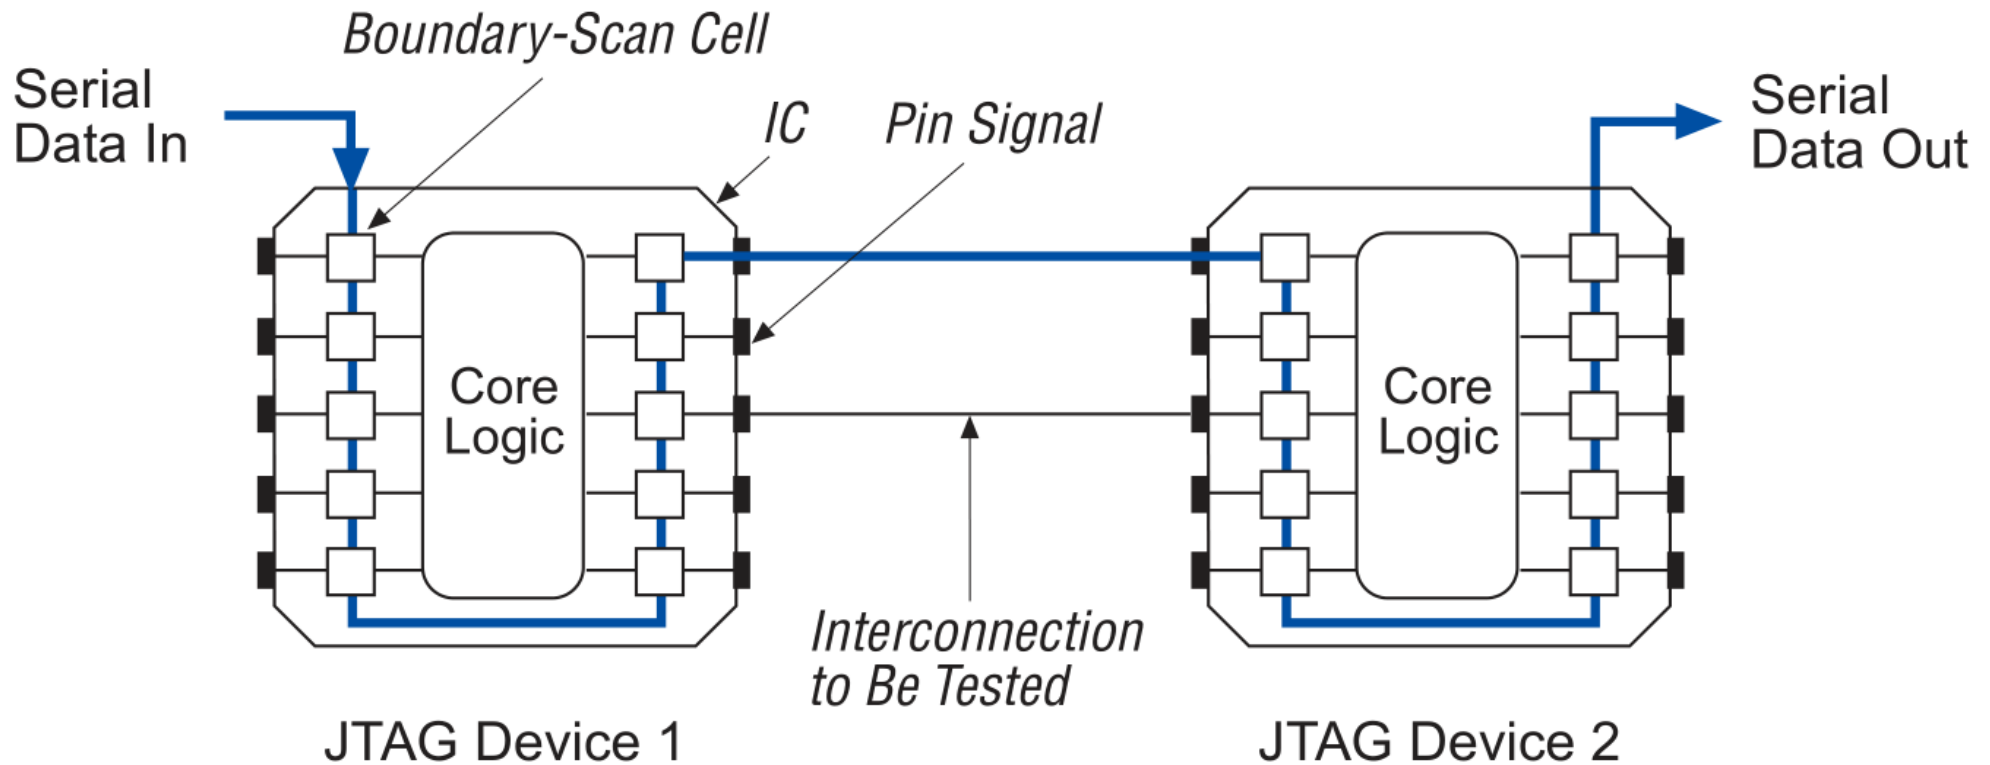 Boundary-Scan Cell
Serial
Data In
IC
Pin Signal
Serial
Data Out
Core
Logic
Core
Logic
Interconnection
to Be Tested
JTAG Device 1
JTAG Device 2